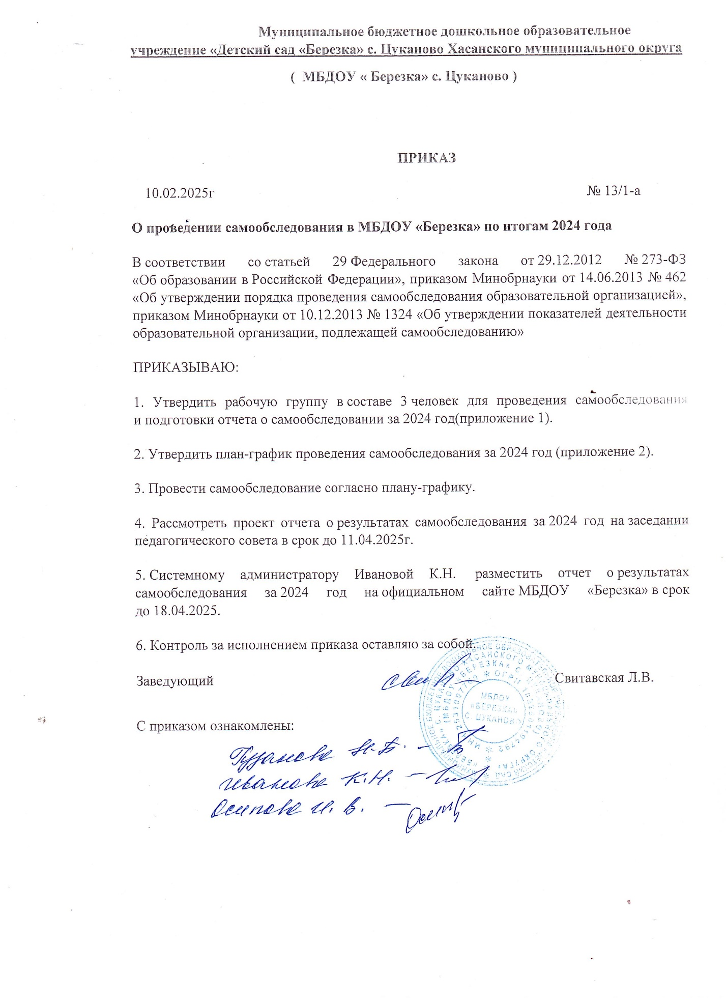 Муниципальное бюджетное дошкольное образовательное
учреждение «Детский сад «Березка» с. Цуканово Хасанского муниципального округа
( МБДОУ « Березка» с. Цуканово )
ПРИКАЗ
10.02.2025г № 13/1-а
О проведении самообследования в МБДОУ «Березка» по итогам 2024 года
В соответствии со статьей 29 Федерального закона от 29.12.2012 № 273-ФЗ
«Об образовании в Российской Федерации», приказом Минобрнауки от 14.06.2013 № 462
«Об утверждении порядка проведения самообследования образовательной организацией»,
приказом Минобрнауки от 10.12.2013 № 1324 «Об утверждении показателей деятельности
образовательной организации, подлежащей самообследованию»
ПРИКАЗЫВАЮ:
1. Утвердить рабочую группу в составе 3 человек для проведения самообследования
и подготовки отчета о самообследовании за 2024 год(приложение 1).
2. Утвердить план-график проведения самообследования за 2024 год (приложение 2).
3. Провести самообследование согласно плану-графику.
4. Рассмотреть проект отчета о результатах самообследования за 2024 год на заседании
педагогического совета в срок до 11.04.2025г.
5. Системному администратору Ивановой К.Н. разместить отчет о результатах
самообследования за 2024 год на официальном сайте МБДОУ «Березка» в срок
до 18.04.2025.
6. Контроль за исполнением приказа оставляю за собой.
Заведующий Свитавская Л.В.
МБДОУ
«БЕРЕЗКА»
С. ЦУКАНОВО
С приказом ознакомлены:
Иванова К.Н. –
Осипова И. В. –